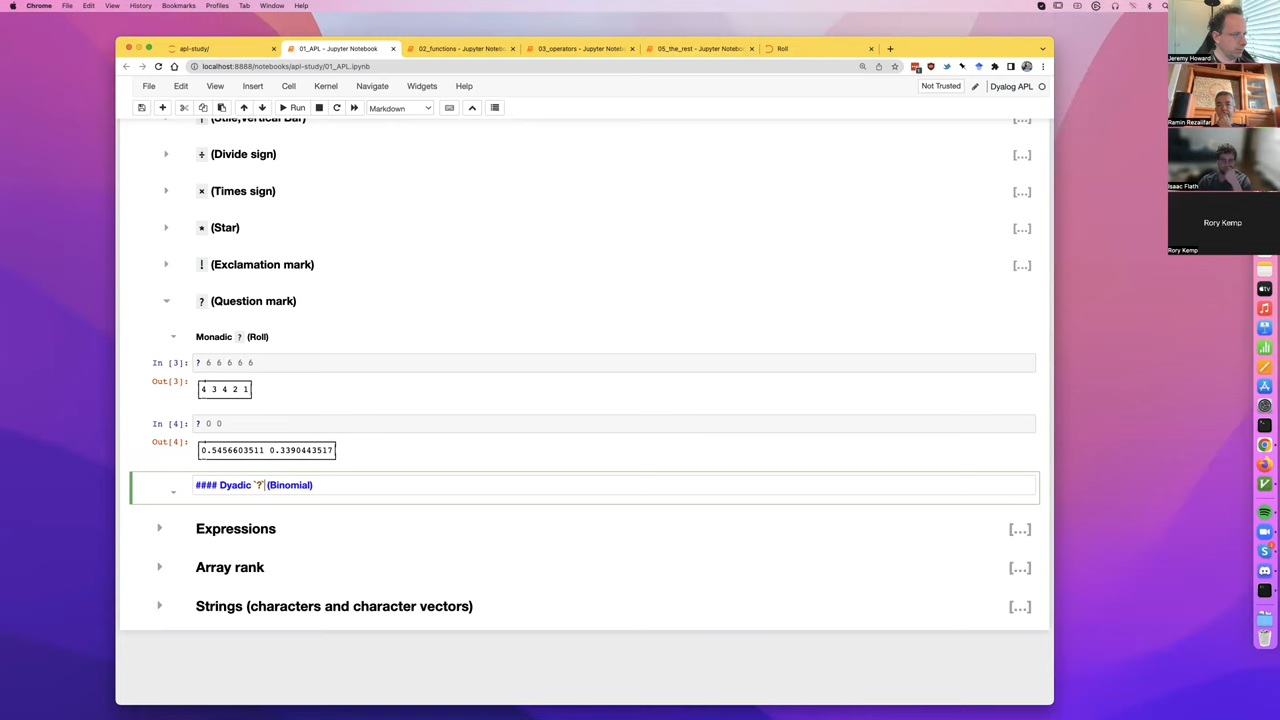 Chrome File Edit View History Bookmarks Profiles Tab Window Help
apl-study/ 01_APL - Jupyter Notebook 02_functions - Jupyter Notebo 03_operators - Jupyter Notebo 05_the_rest - Jupyter Notebo Roll
localhost:8888/notebooks/apl-study/01_APL.ipynb
File Edit View Insert Cell Kernel Navigate Widgets Help Not Trusted Dyalog APL
Run Markdown
| (Stile,Vertical Bar) [...]
÷ (Divide sign) [...]
× (Times sign) [...]
* (Star) [...]
! (Exclamation mark) [...]
? (Question mark)
Monadic ? (Roll)
In [3]: ? 6 6 6 6 6
Out[3]: 4 3 4 2 1
In [4]: ? 0 0
Out[4]: 0.5456603511 0.3390443517
#### Dyadic `?` (Binomial)
Expressions [...]
Array rank [...]
Strings (characters and character vectors) [...]
Jeremy Howard
Ramin Rezaiifar
Isaac Flath
Rory Kemp
Rory Kemp